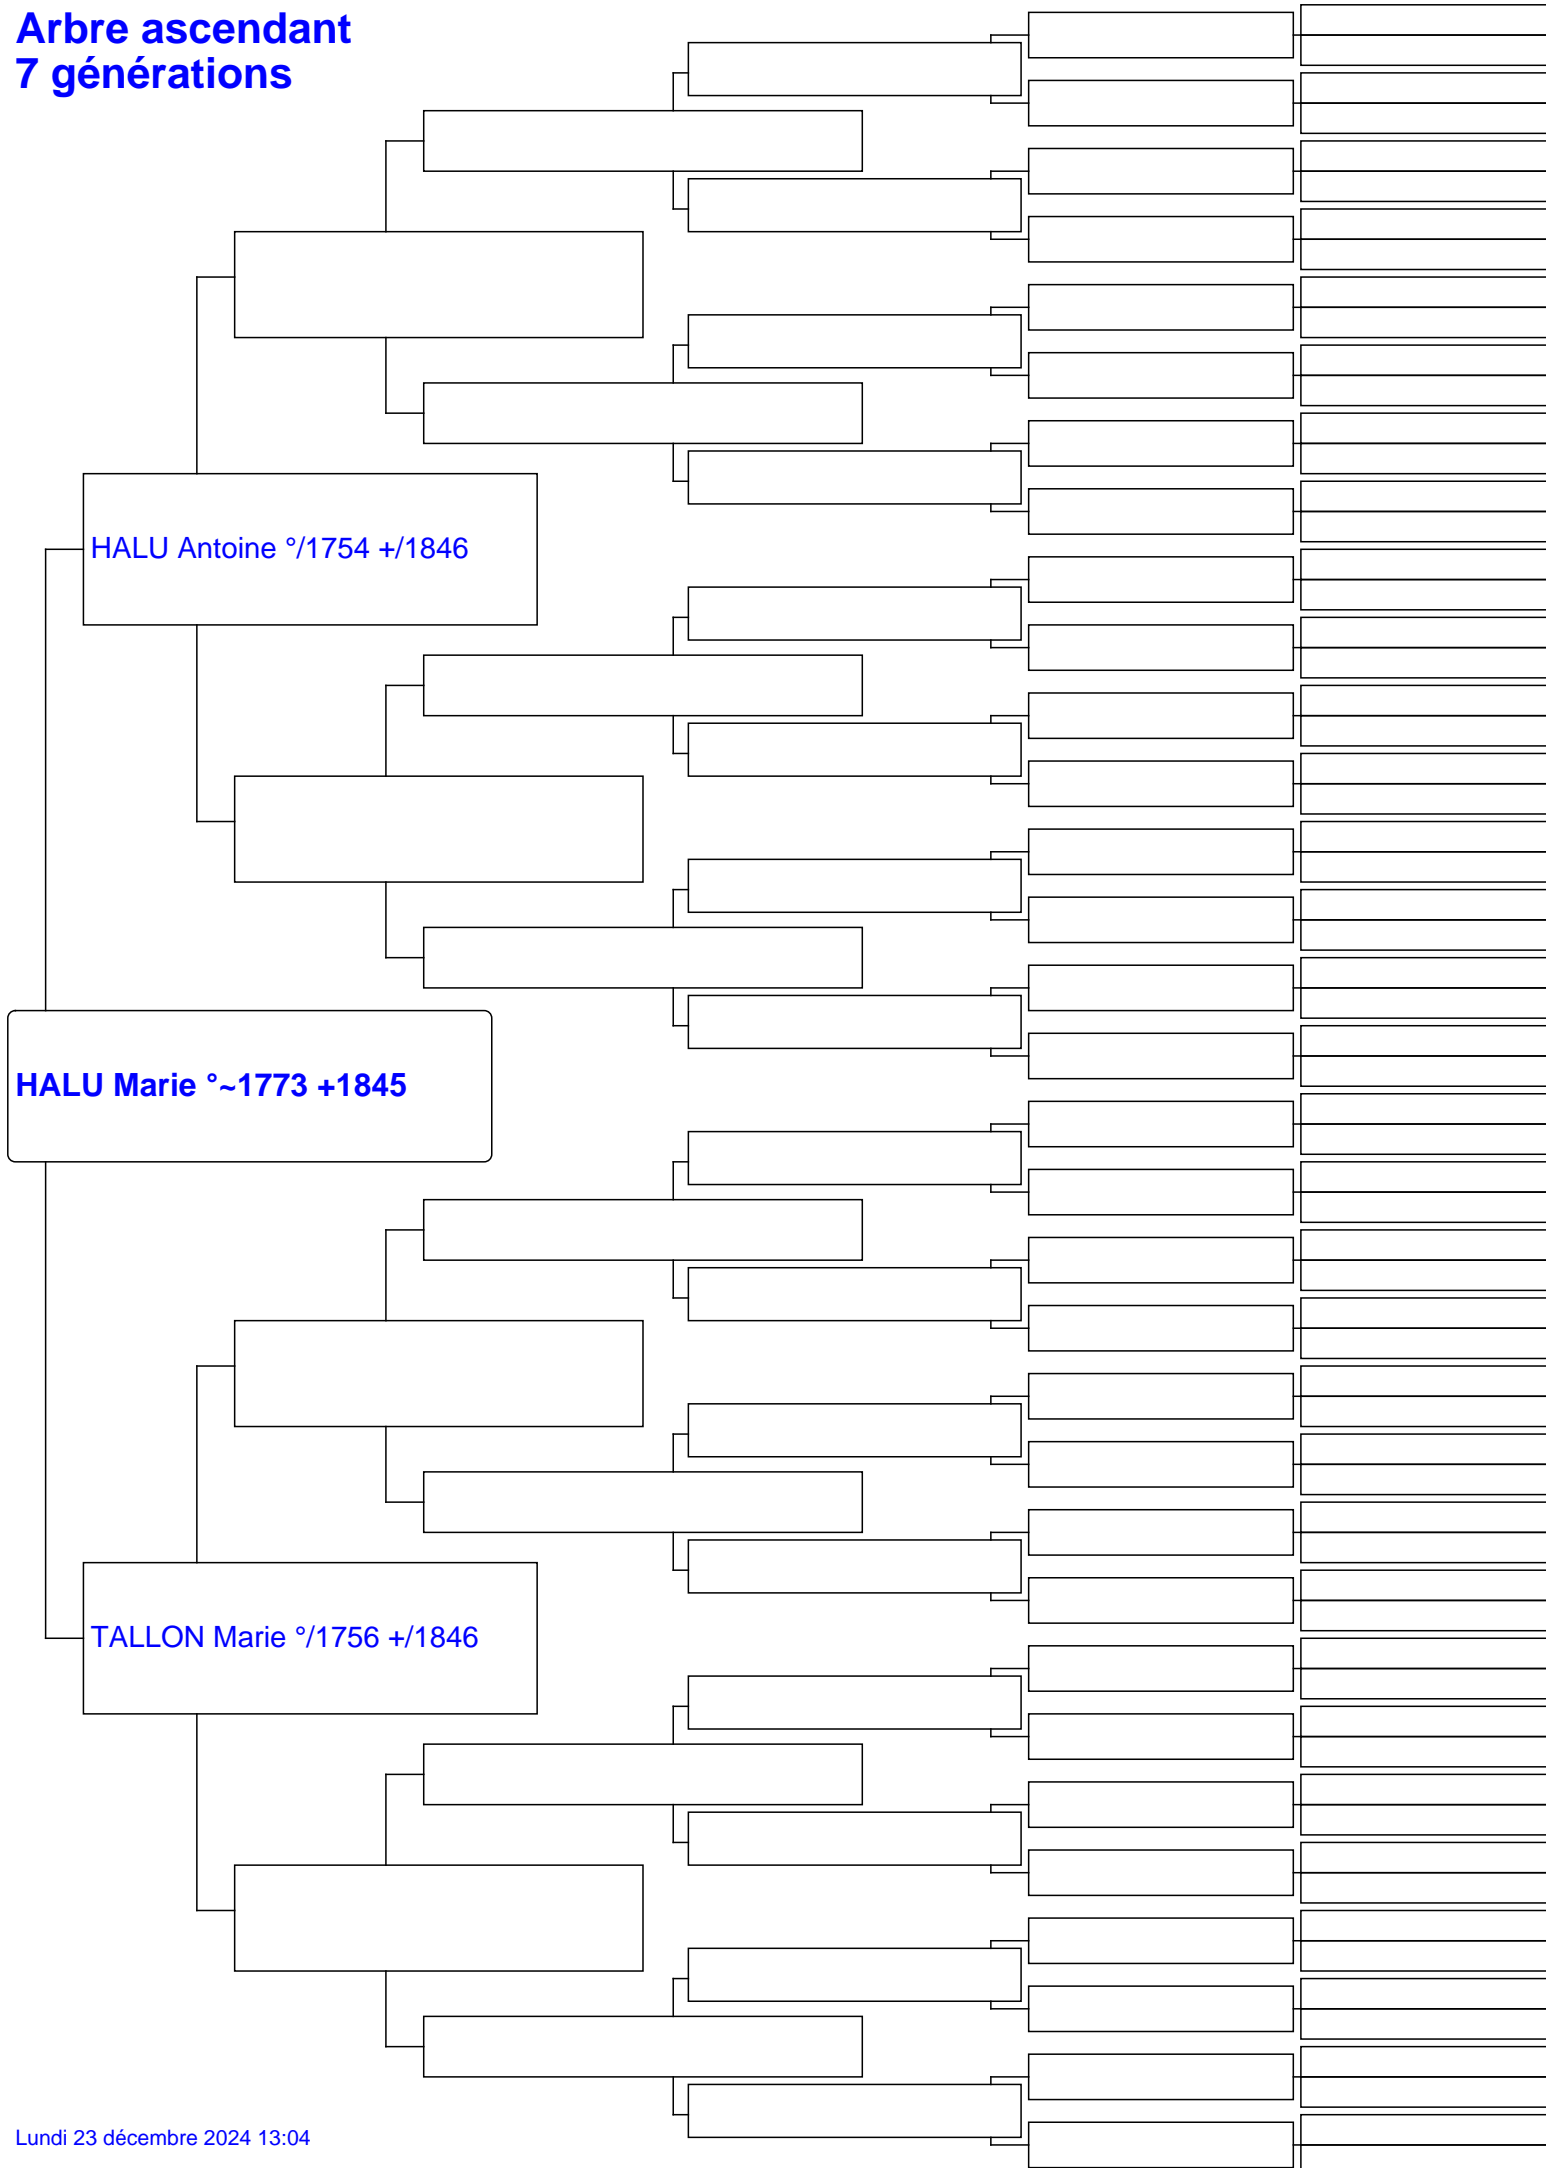 Arbre ascendant
7 générations
HALU Antoine °/1754 +/1846
HALU Marie °~1773 +1845
TALLON Marie °/1756 +/1846
Lundi 23 décembre 2024 13:04